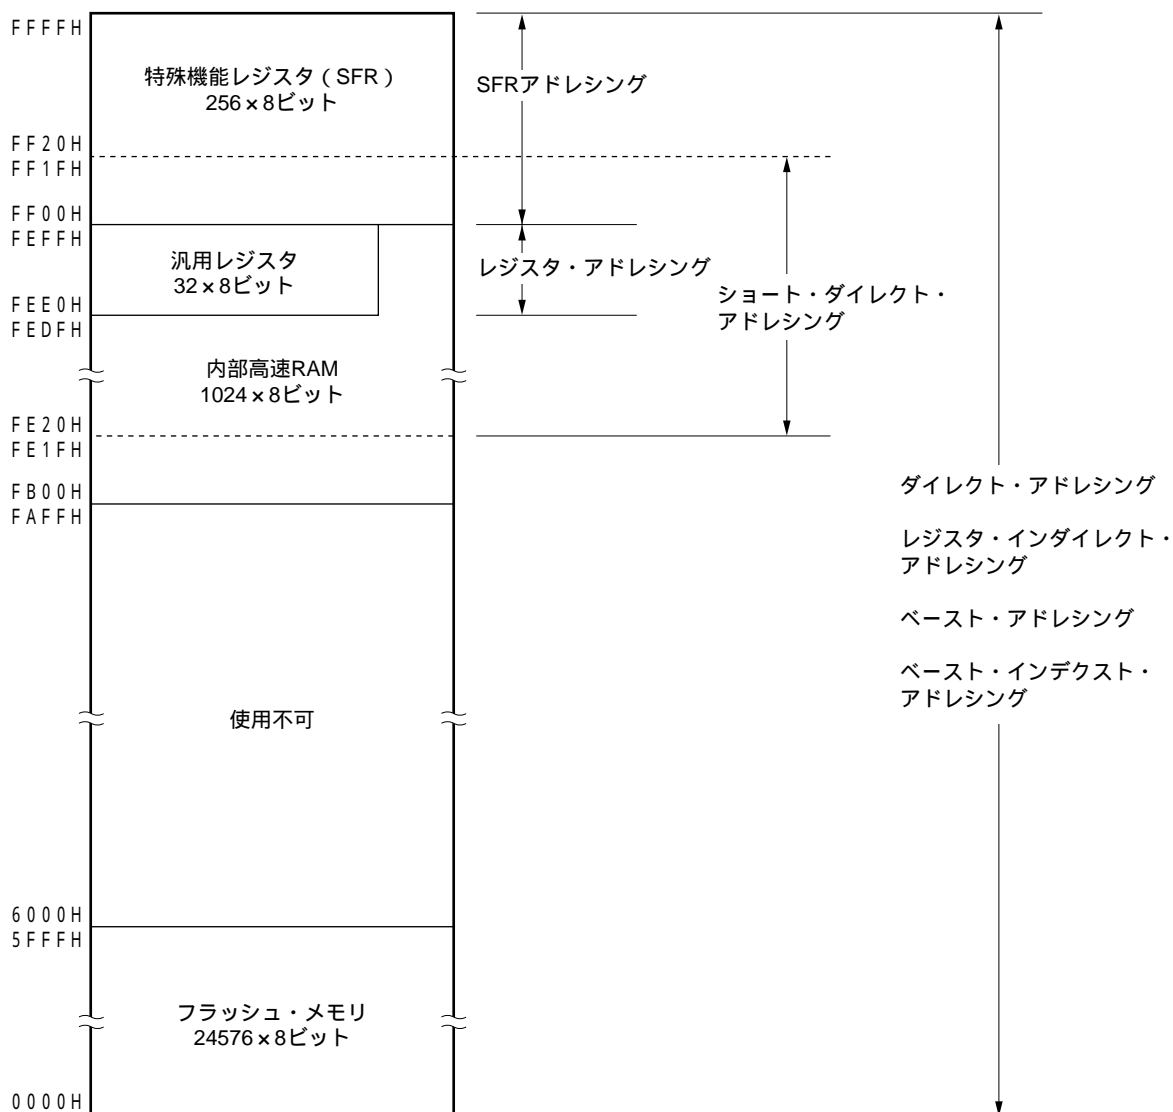 FFFFH
特殊機能レジスタ(SFR)
256×8ビット
SFRアドレシング
FF20H
FF1FH
FF00H
FEFFH
汎用レジスタ
32×8ビット
レジスタ・アドレシング
ショート・ダイレクト・
アドレシング
FEE0H
FEDFH
内部高速RAM
1024×8ビット
FE20H
FE1FH
FB00H
FAFFH
ダイレクト・アドレシング
レジスタ・インダイレクト・
アドレシング
ベースト・アドレシング
ベースト・インデクスト・
アドレシング
使用不可
6000H
5FFFH
フラッシュ・メモリ
24576×8ビット
0000H